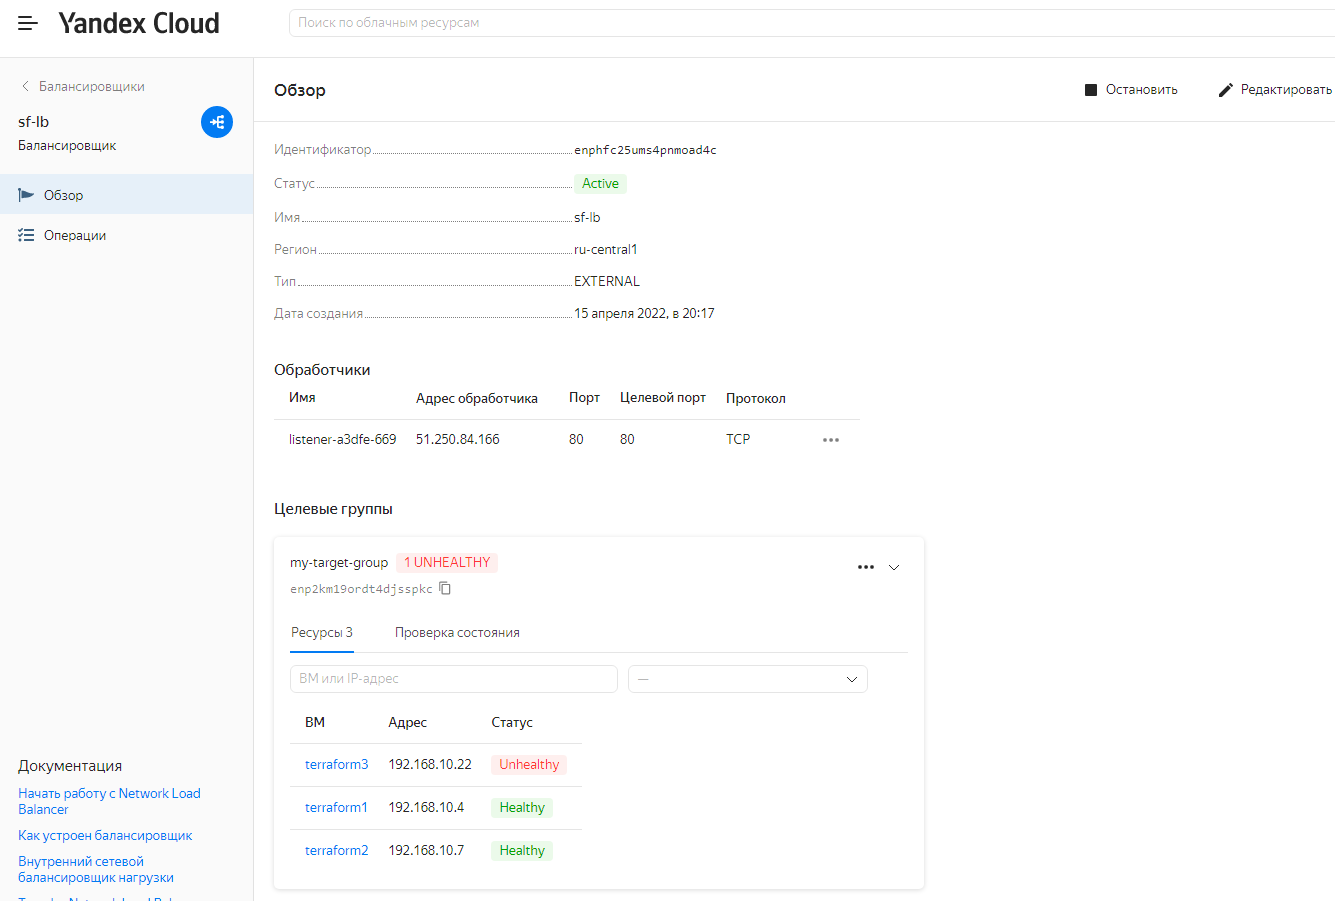 Yandex Cloud
Поиск по облачным ресурсам
Балансировщики
sf-lb
Балансировщик
Обзор
Операции
Документация
Начать работу с Network Load
Balancer
Как устроен балансировщик
Внутренний сетевой
балансировщик нагрузки
Обзор
Остановить
Редактировать
Идентификатор enphfc25ums4pnmoad4c
Статус Active
Имя sf-lb
Регион ru-central1
Тип EXTERNAL
Дата создания 15 апреля 2022, в 20:17
Обработчики
Имя Адрес обработчика Порт Целевой порт Протокол
listener-a3dfe-669 51.250.84.166 80 80 TCP
Целевые группы
my-target-group 1 UNHEALTHY
enp2km19ordt4djsspkc
Ресурсы 3 Проверка состояния
ВМ или IP-адрес —
ВМ Адрес Статус
terraform3 192.168.10.22 Unhealthy
terraform1 192.168.10.4 Healthy
terraform2 192.168.10.7 Healthy